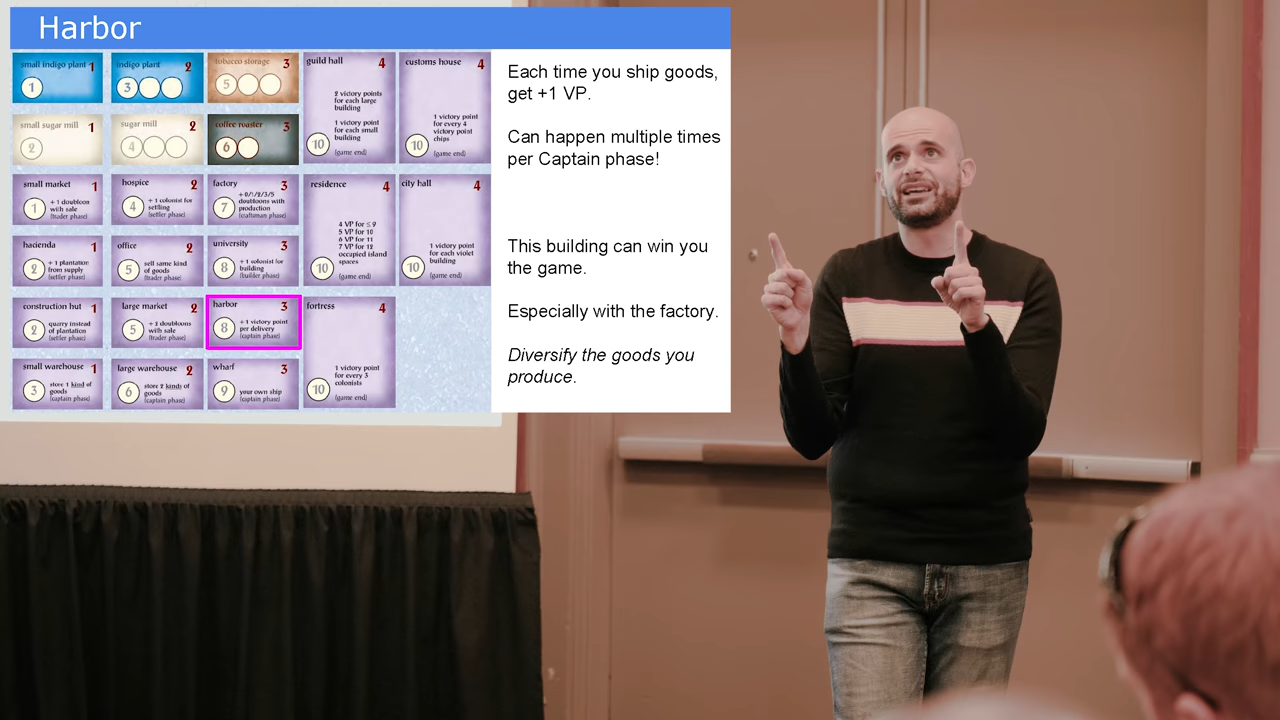 Harbor
small indigo plant 1
1
indigo plant 2
3
tobacco storage 3
5
guild hall 4
2 victory points
for each large
building
1 victory point
for each small
building
10
(game end)
customs house 4
1 victory point
for every 4
victory point
chips
10
(game end)
small sugar mill 1
2
sugar mill 2
4
coffee roaster 3
6
small market 1
1
+ 1 doubloon
with sale
(trader phase)
hospice 2
4
+ 1 colonist for
settling
(settler phase)
factory 3
7
+ 0/1/2/3/5
doubloons with
production
(craftsman phase)
residence 4
4 VP for ≤ 9
5 VP for 10
6 VP for 11
7 VP for 12
occupied island
spaces
10
(game end)
city hall 4
1 victory point
for each violet
building
10
(game end)
hacienda 1
2
+ 1 plantation
from supply
(settler phase)
office 2
5
sell same kind
of goods
(trader phase)
university 3
8
+ 1 colonist for
building
(builder phase)
construction hut 1
2
quarry instead
of plantation
(settler phase)
large market 2
5
+ 2 doubloons
with sale
(trader phase)
harbor 3
8
+ 1 victory point
per delivery
(captain phase)
fortress 4
1 victory point
for every 3
colonists
10
(game end)
small warehouse 1
3
store 1 kind of
goods
(captain phase)
large warehouse 2
6
store 2 kinds of
goods
(captain phase)
wharf 3
9
your own ship
(captain phase)
Each time you ship goods,
get +1 VP.
Can happen multiple times
per Captain phase!
This building can win you
the game.
Especially with the factory.
Diversify the goods you
produce.